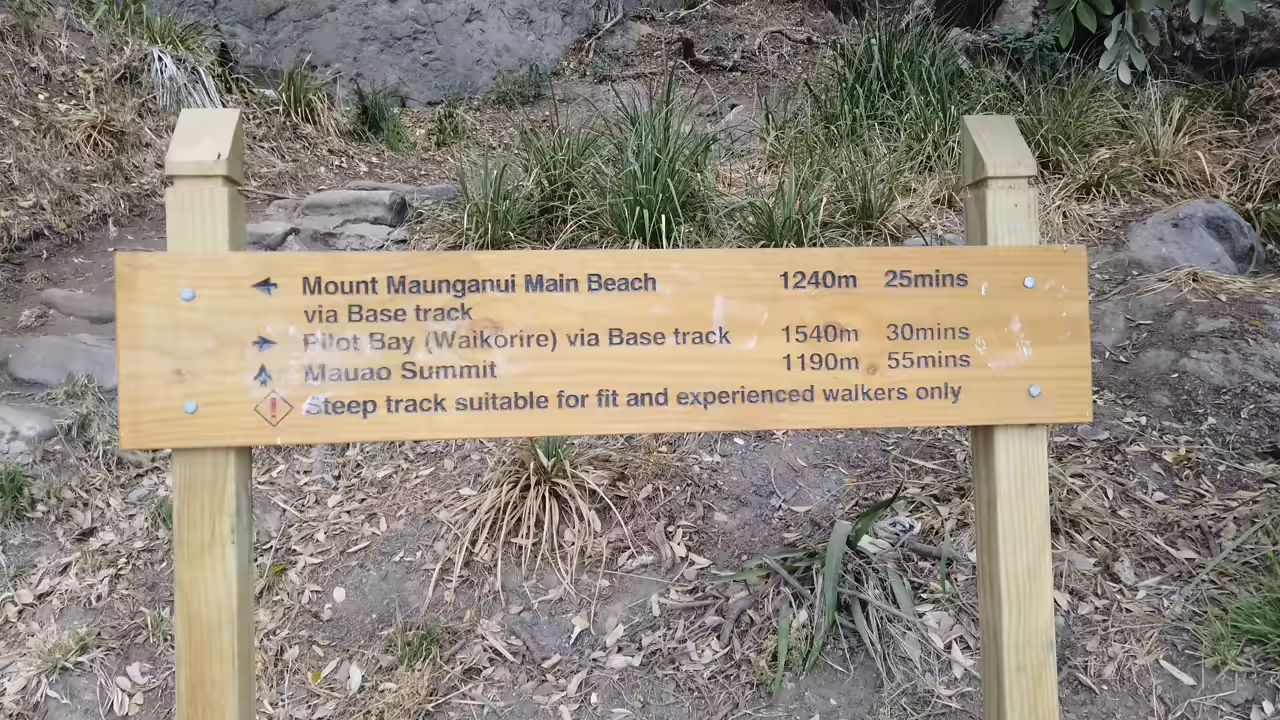 Mount Maunganui Main Beach 1240m 25mins
via Base track
Pilot Bay (Waikorire) via Base track 1540m 30mins
Mauao Summit 1190m 55mins
! Steep track suitable for fit and experienced walkers only